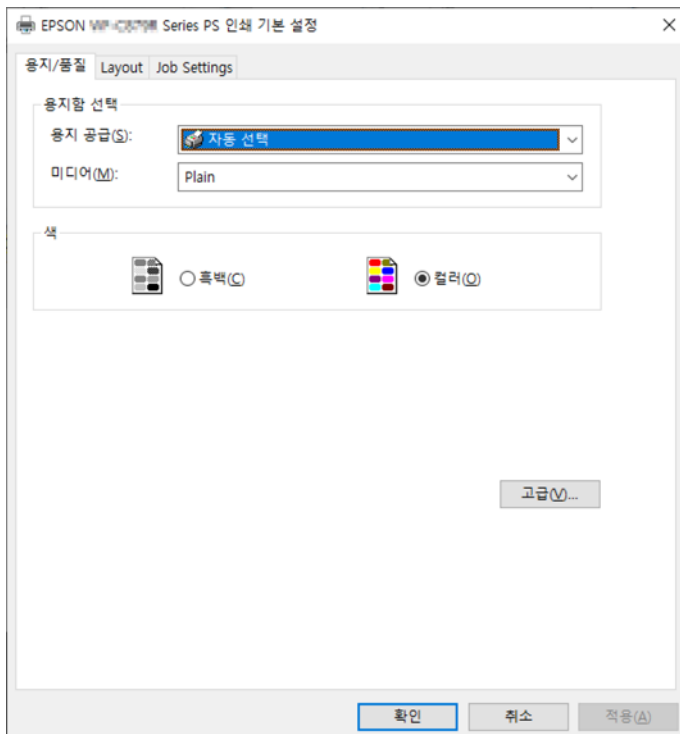 EPSON Series PS 인쇄 기본 설정
용지/품질 Layout Job Settings
용지함 선택
용지 공급(S): 자동 선택
미디어(M): Plain
색
흑백(C) 컬러(O)
고급(V)...
확인 취소 적용(A)